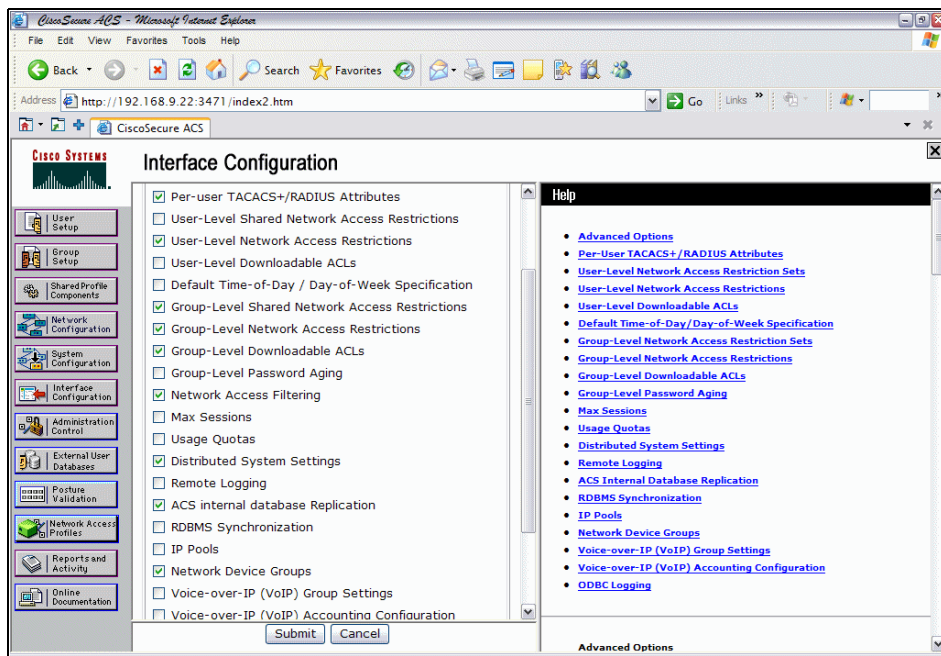 CiscoSecure ACS - Microsoft Internet Explorer
File Edit View Favorites Tools Help
Back Search Favorites
Address http://192.168.9.22:3471/index2.htm Go Links »
CiscoSecure ACS
CISCO SYSTEMS
Interface Configuration
User Setup
Group Setup
Shared Profile Components
Network Configuration
System Configuration
Interface Configuration
Administration Control
External User Databases
Posture Validation
Network Access Profiles
Reports and Activity
Online Documentation
Per-user TACACS+/RADIUS Attributes
User-Level Shared Network Access Restrictions
User-Level Network Access Restrictions
User-Level Downloadable ACLs
Default Time-of-Day / Day-of-Week Specification
Group-Level Shared Network Access Restrictions
Group-Level Network Access Restrictions
Group-Level Downloadable ACLs
Group-Level Password Aging
Network Access Filtering
Max Sessions
Usage Quotas
Distributed System Settings
Remote Logging
ACS internal database Replication
RDBMS Synchronization
IP Pools
Network Device Groups
Voice-over-IP (VoIP) Group Settings
Voice-over-IP (VoIP) Accounting Configuration
Submit Cancel
Help
Advanced Options
Per-User TACACS+/RADIUS Attributes
User-Level Network Access Restriction Sets
User-Level Network Access Restrictions
User-Level Downloadable ACLs
Default Time-of-Day/Day-of-Week Specification
Group-Level Network Access Restriction Sets
Group-Level Network Access Restrictions
Group-Level Downloadable ACLs
Group-Level Password Aging
Max Sessions
Usage Quotas
Distributed System Settings
Remote Logging
ACS Internal Database Replication
RDBMS Synchronization
IP Pools
Network Device Groups
Voice-over-IP (VoIP) Group Settings
Voice-over-IP (VoIP) Accounting Configuration
ODBC Logging
Advanced Options